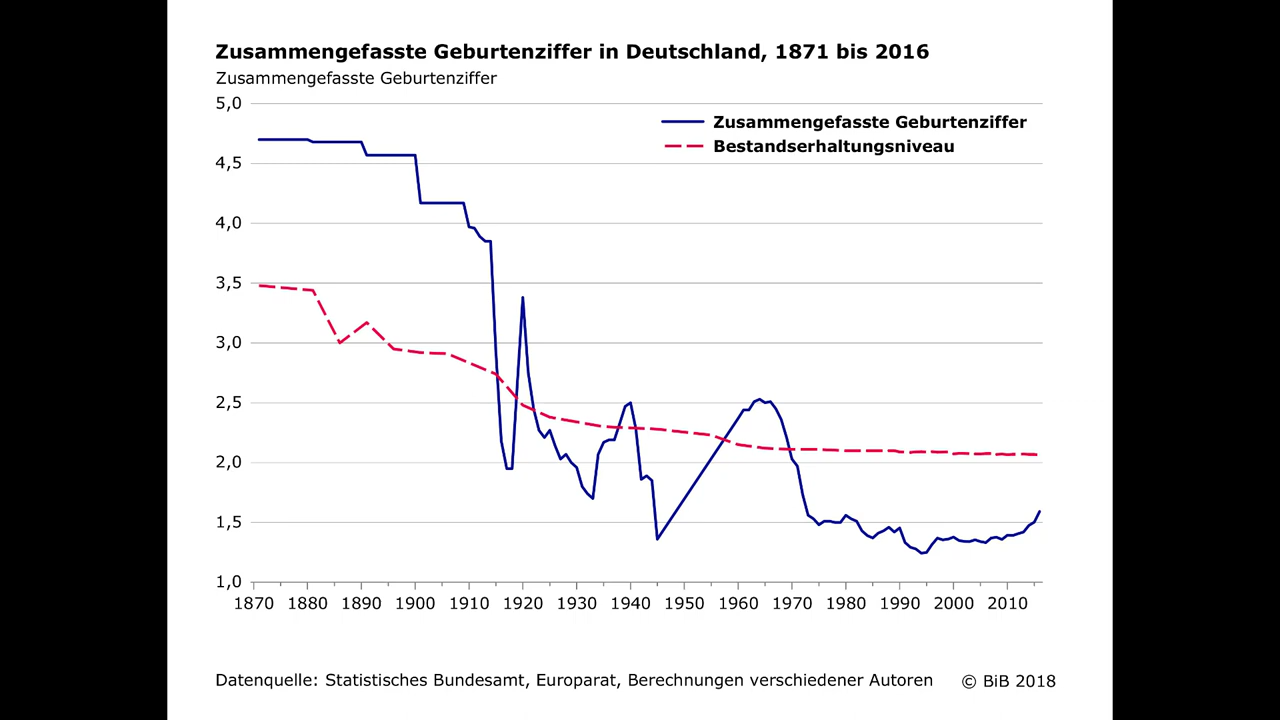 Zusammengefasste Geburtenziffer in Deutschland, 1871 bis 2016
Zusammengefasste Geburtenziffer
5,0
Zusammengefasste Geburtenziffer
Bestandserhaltungsniveau
4,5
4,0
3,5
3,0
2,5
2,0
1,5
1,0
1870 1880 1890 1900 1910 1920 1930 1940 1950 1960 1970 1980 1990 2000 2010
Datenquelle: Statistisches Bundesamt, Europarat, Berechnungen verschiedener Autoren © BiB 2018